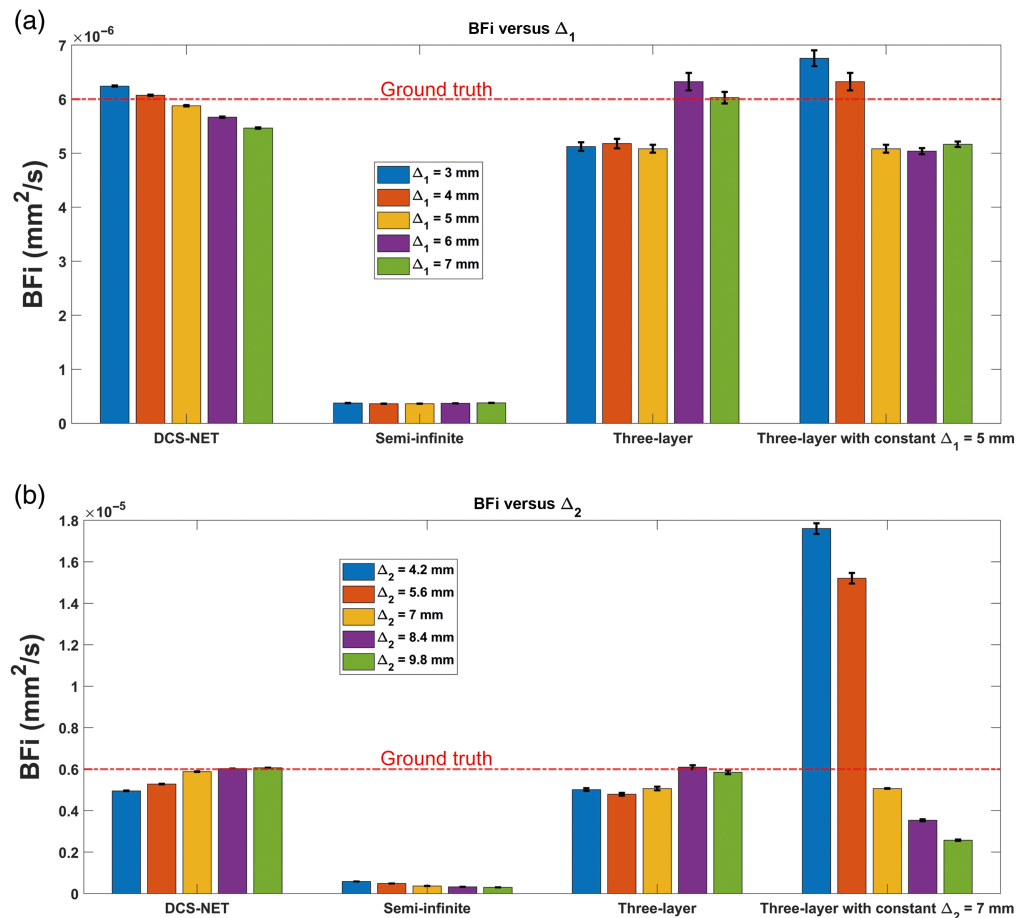 (a)
BFi versus Δ₁
×10⁻⁶
7
6
5
4
3
2
1
0
BFi (mm²/s)
Ground truth
Δ₁ = 3 mm
Δ₁ = 4 mm
Δ₁ = 5 mm
Δ₁ = 6 mm
Δ₁ = 7 mm
DCS-NET Semi-infinite Three-layer Three-layer with constant Δ₁ = 5 mm
(b)
BFi versus Δ₂
×10⁻⁵
1.8
1.6
1.4
1.2
1
0.8
0.6
0.4
0.2
0
BFi (mm²/s)
Δ₂ = 4.2 mm
Δ₂ = 5.6 mm
Δ₂ = 7 mm
Δ₂ = 8.4 mm
Δ₂ = 9.8 mm
Ground truth
DCS-NET Semi-infinite Three-layer Three-layer with constant Δ₂ = 7 mm